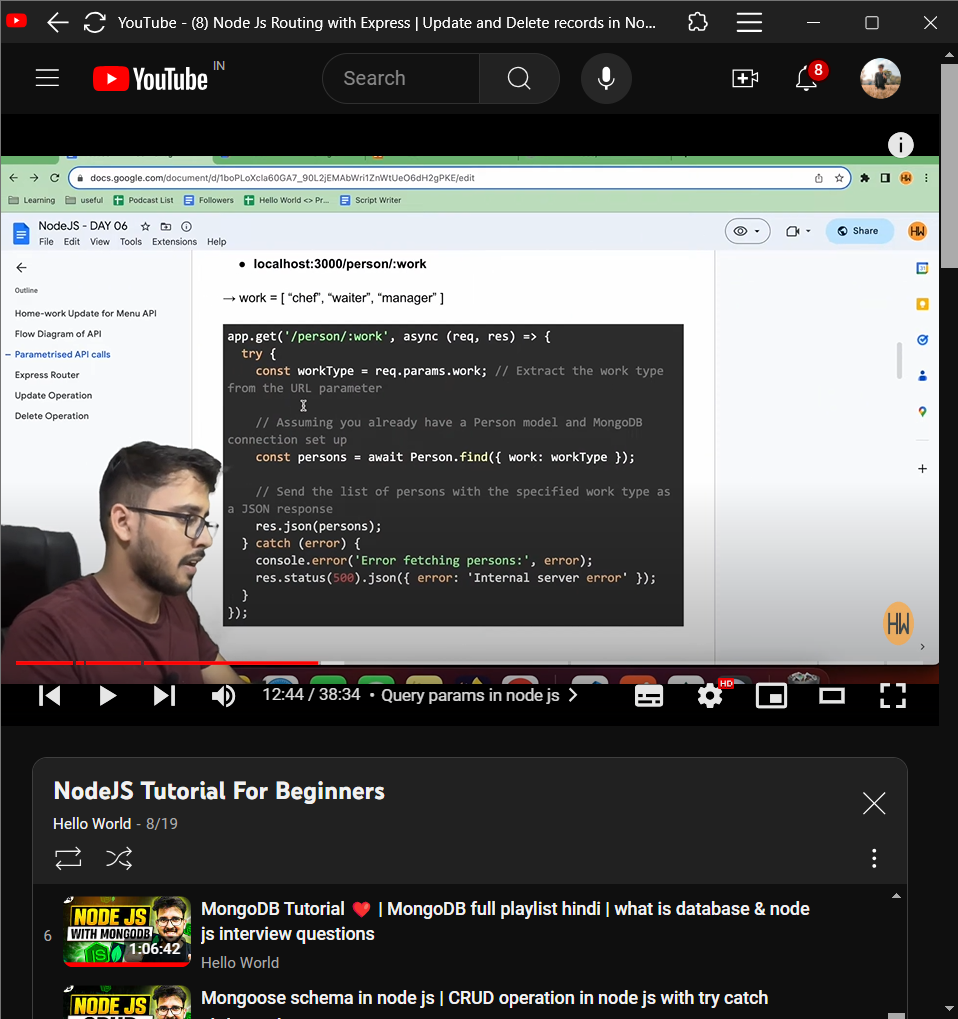 YouTube - (8) Node Js Routing with Express | Update and Delete records in No...
YouTube IN
Search
8
docs.google.com/document/d/1boPLoXcla60GA7_90L2jEMAbWri1ZnWtUeO6dH2gPKE/edit
Learning useful Podcast List Followers Hello World <> Pr... Script Writer
NodeJS - DAY 06
File Edit View Tools Extensions Help
Share
HW
Outline
Home-work Update for Menu API
Flow Diagram of API
Parametrised API calls
Express Router
Update Operation
Delete Operation
● localhost:3000/person/:work
→ work = [ “chef”, “waiter”, “manager” ]
app.get('/person/:work', async (req, res) => {
try {
const workType = req.params.work; // Extract the work type
from the URL parameter
// Assuming you already have a Person model and MongoDB
connection set up
const persons = await Person.find({ work: workType });
// Send the list of persons with the specified work type as
a JSON response
res.json(persons);
} catch (error) {
console.error('Error fetching persons:', error);
res.status(500).json({ error: 'Internal server error' });
}
});
HW
12:44 / 38:34 • Query params in node js
HD
NodeJS Tutorial For Beginners
Hello World - 8/19
6
NODE JS
WITH MONGODB
1:06:42
MongoDB Tutorial ❤️ | MongoDB full playlist hindi | what is database & node
js interview questions
Hello World
NODE JS
Mongoose schema in node js | CRUD operation in node js with try catch